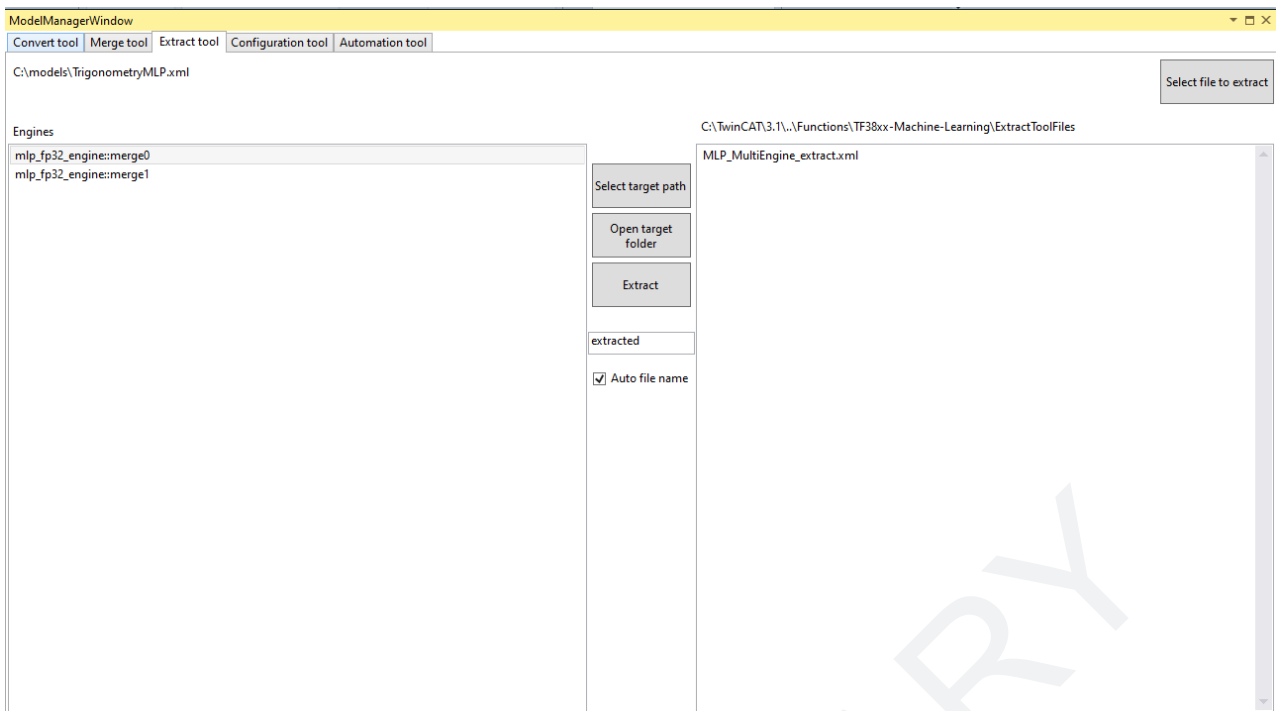 ModelManagerWindow
Convert tool Merge tool Extract tool Configuration tool Automation tool
C:\models\TrigonometryMLP.xml
Select file to extract
Engines
C:\TwinCAT\3.1\..\Functions\TF38xx-Machine-Learning\ExtractToolFiles
mlp_fp32_engine::merge0
mlp_fp32_engine::merge1
Select target path
Open target
folder
Extract
extracted
Auto file name
MLP_MultiEngine_extract.xml
RY